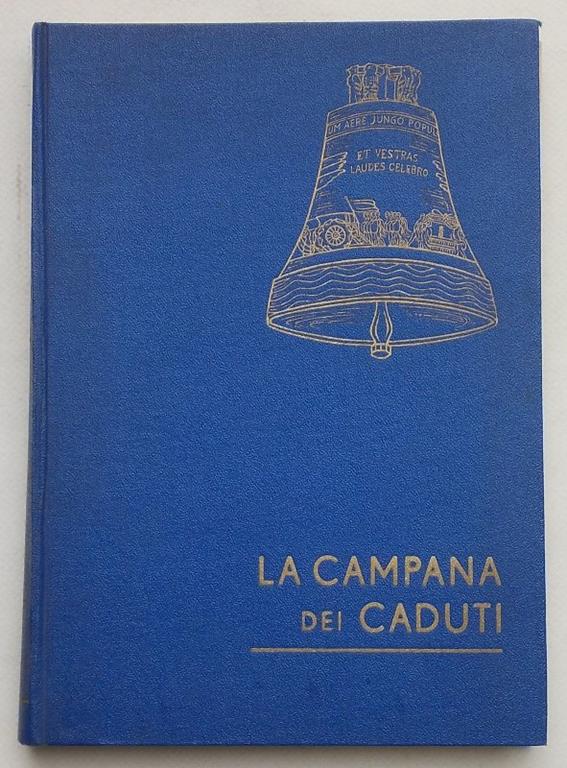 UM AERE JUNGO POPUL
ET VESTRAS
LAUDES CELEBRO
LA CAMPANA
DEI CADUTI